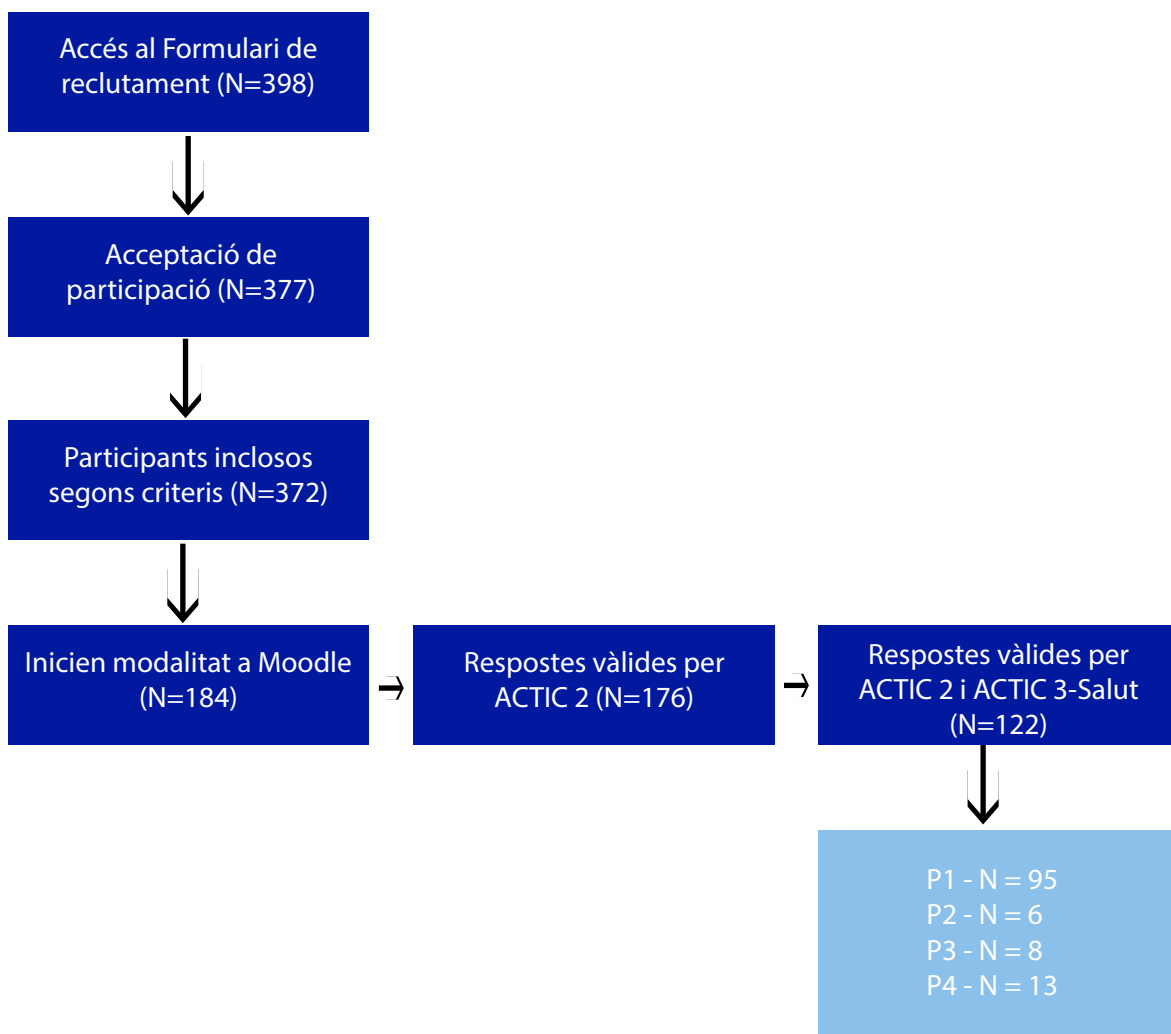 Accés al Formulari de
reclutament (N=398)
Acceptació de
participació (N=377)
Participants inclosos
segons criteris (N=372)
Inicien modalitat a Moodle
(N=184)
Respostes vàlides per
ACTIC 2 (N=176)
Respostes vàlides per
ACTIC 2 i ACTIC 3-Salut
(N=122)
P1 - N = 95
P2 - N = 6
P3 - N = 8
P4 - N = 13